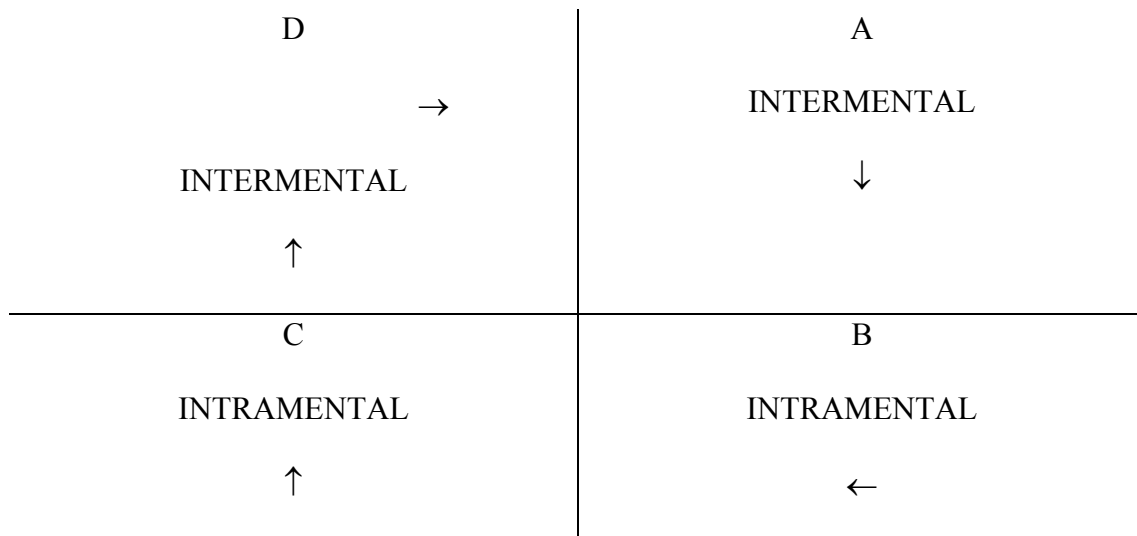 D
→
INTERMENTAL
↑
A
INTERMENTAL
↓
C
INTRAMENTAL
↑
B
INTRAMENTAL
←